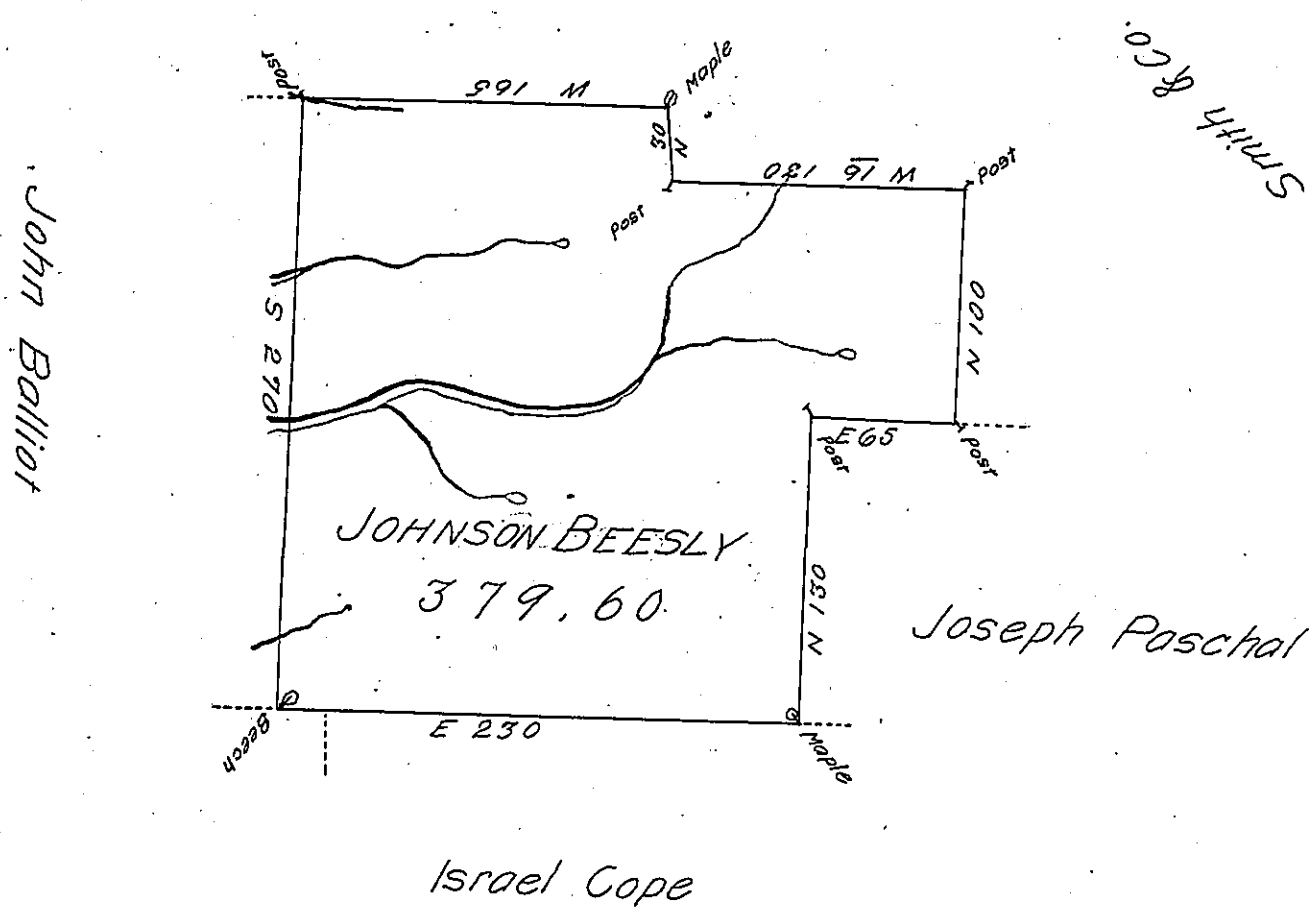 Smith & Co.
Post
W 165
Maple
N 30
W 16 130
Post
Post
John Balliot
S 270
N 100
E 65
Post
Post
JOHNSON BEESLY
379.60
N 130
Joseph Paschal
Beech
E 230
Maple
Israel Cope